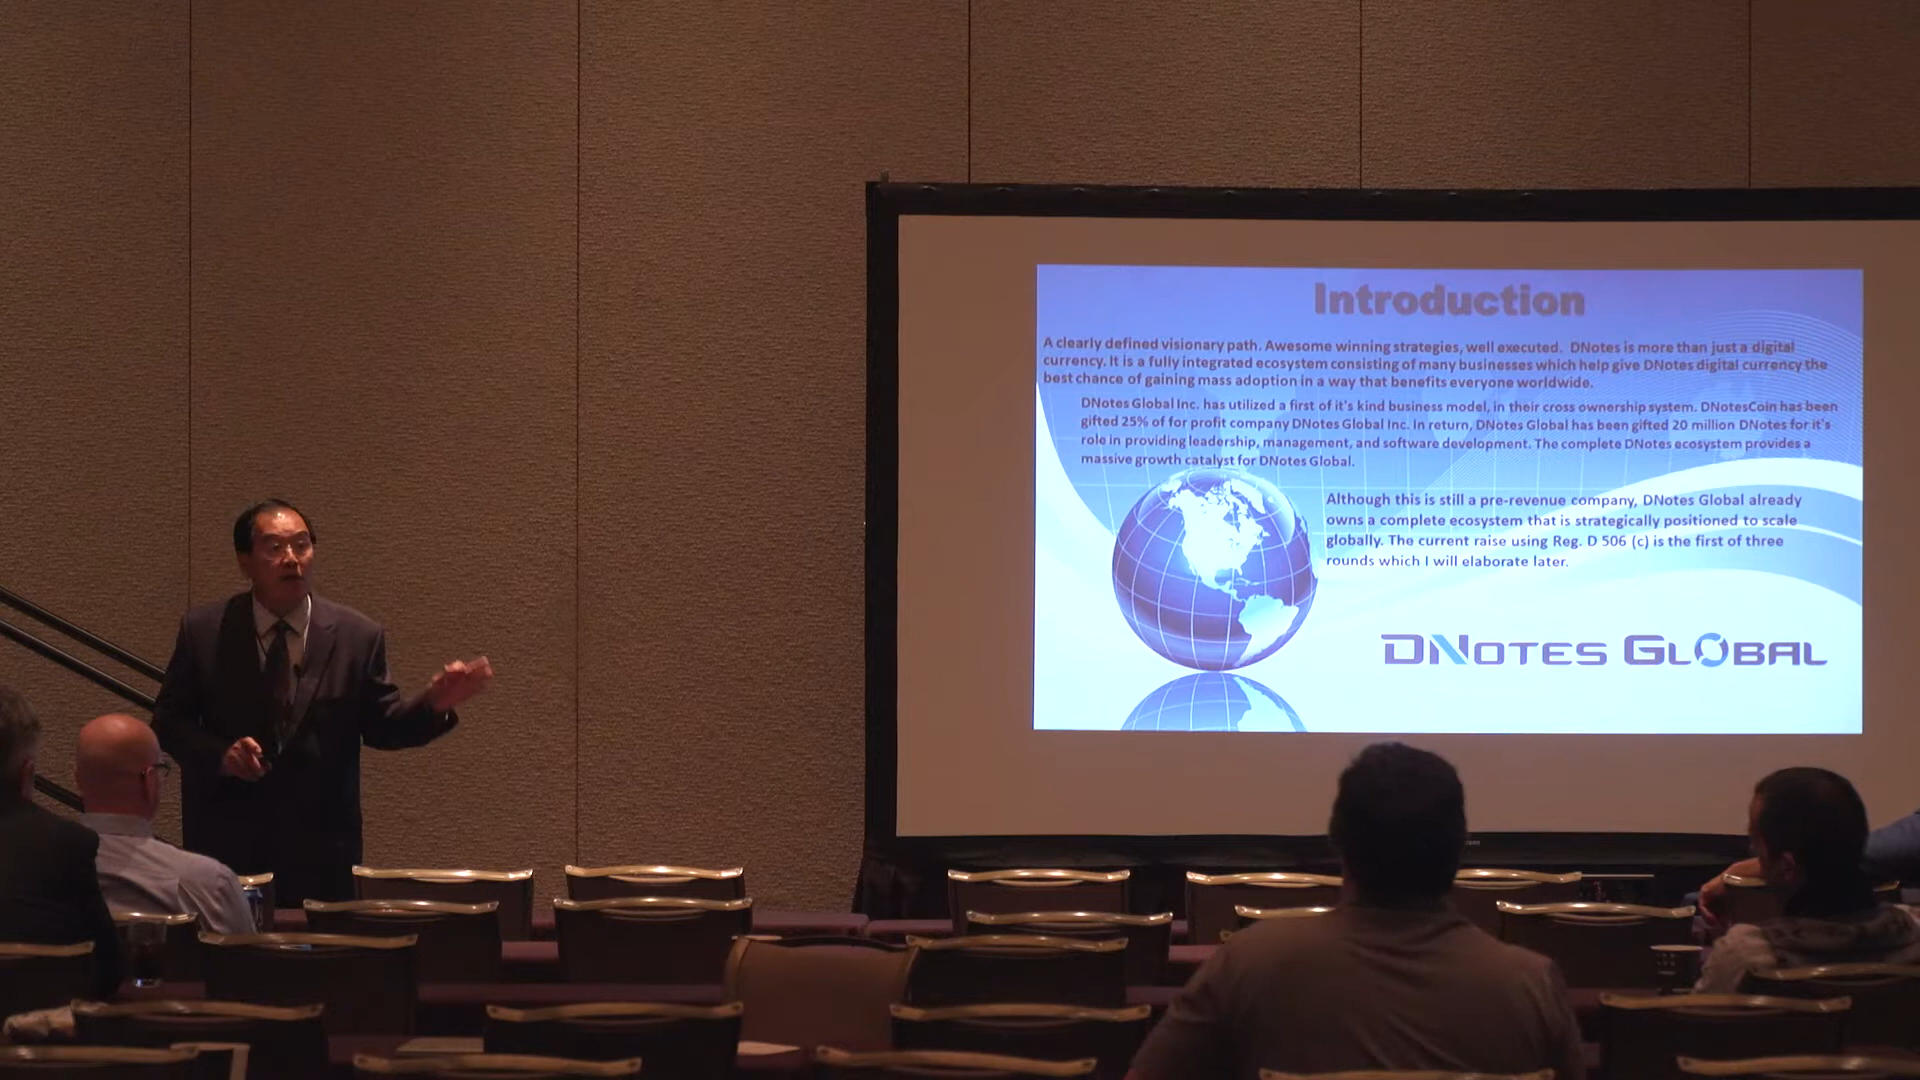 Introduction
A clearly defined visionary path. Awesome winning strategies, well executed. DNotes is more than just a digital
currency. It is a fully integrated ecosystem consisting of many businesses which help give DNotes digital currency the
best chance of gaining mass adoption in a way that benefits everyone worldwide.
DNotes Global Inc. has utilized a first of it's kind business model, in their cross ownership system. DNotesCoin has been
gifted 25% of for profit company DNotes Global Inc. In return, DNotes Global has been gifted 20 million DNotes for it's
role in providing leadership, management, and software development. The complete DNotes ecosystem provides a
massive growth catalyst for DNotes Global.
Although this is still a pre-revenue company, DNotes Global already
owns a complete ecosystem that is strategically positioned to scale
globally. The current raise using Reg. D 506 (c) is the first of three
rounds which I will elaborate later.
DNOTES GLOBAL